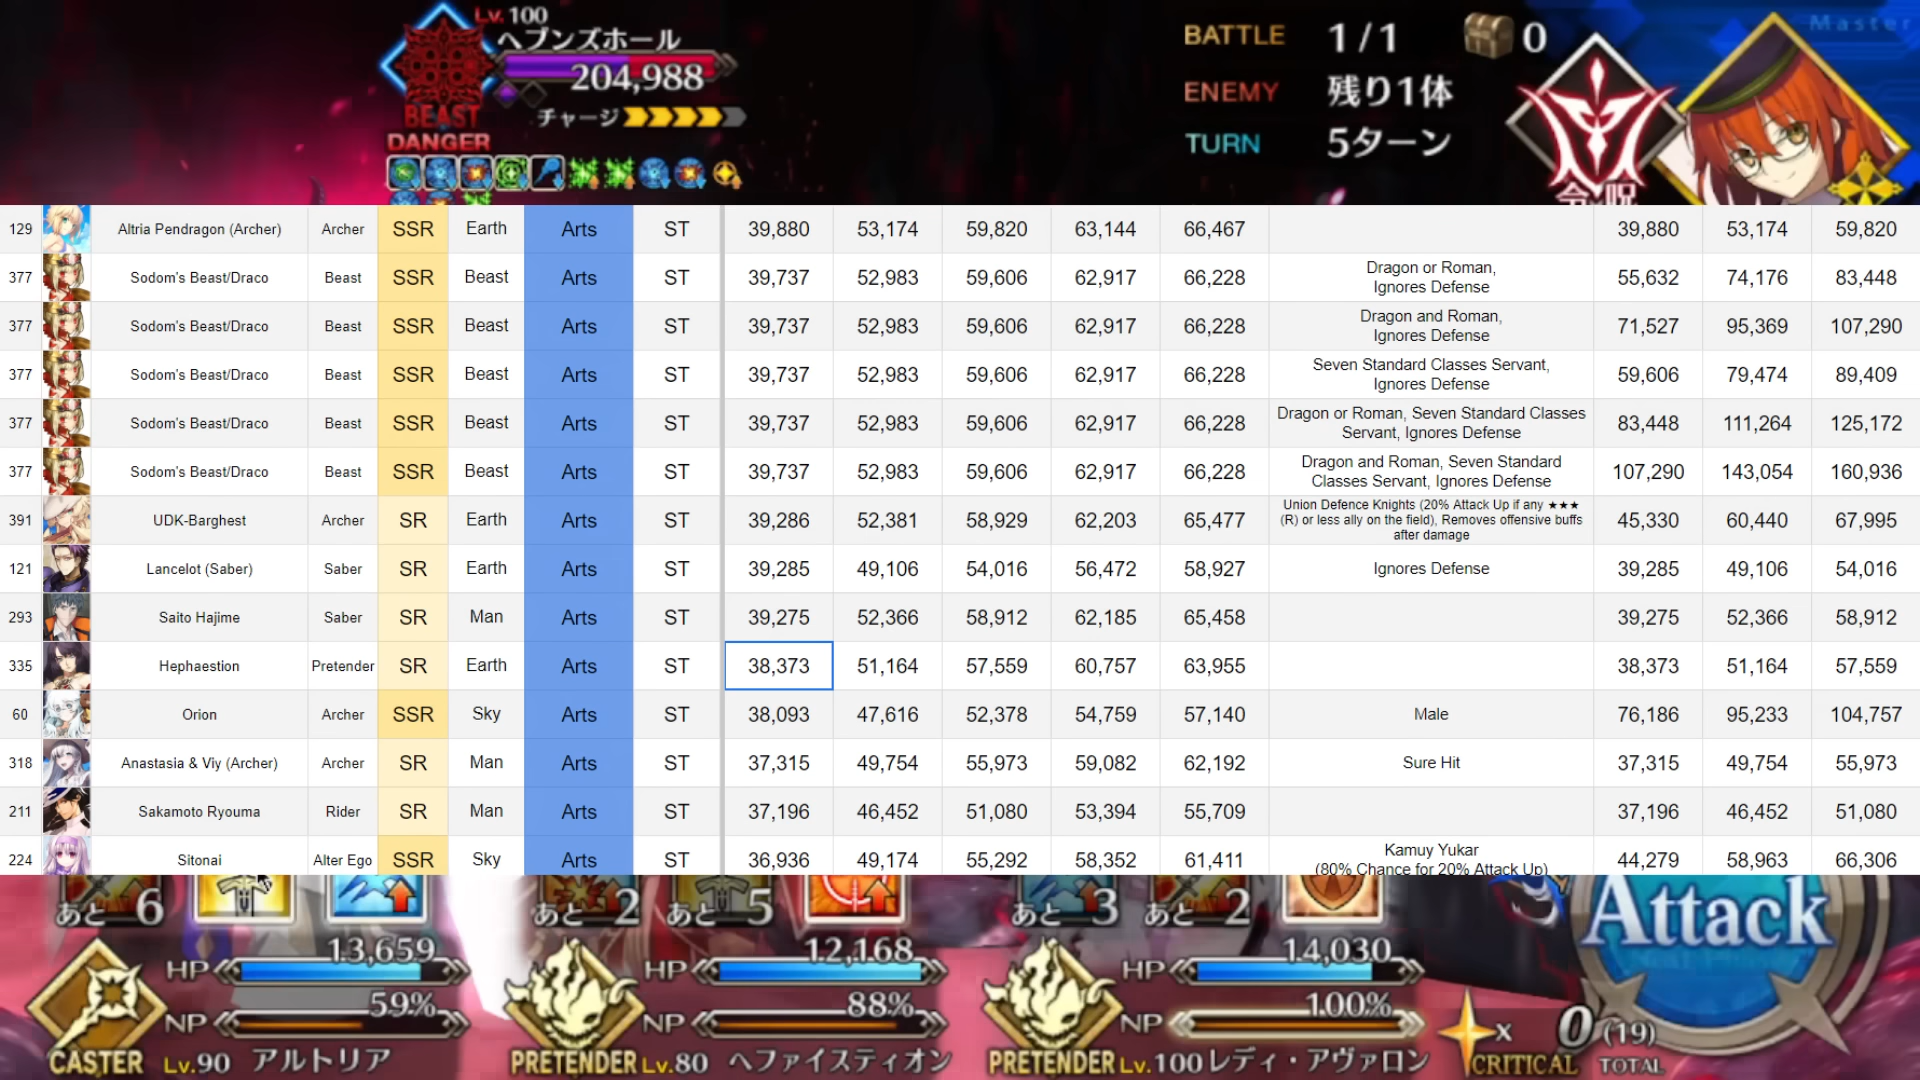 Lv. 100
ヘブンズホール
204,988
チャージ
BEAST
DANGER
BATTLE 1/1 0
ENEMY 残り1体
TURN 5ターン
Master
令呪
129 Altria Pendragon (Archer) Archer SSR Earth Arts ST 39,880 53,174 59,820 63,144 66,467 39,880 53,174 59,820
377 Sodom's Beast/Draco Beast SSR Beast Arts ST 39,737 52,983 59,606 62,917 66,228 Dragon or Roman, Ignores Defense 55,632 74,176 83,448
377 Sodom's Beast/Draco Beast SSR Beast Arts ST 39,737 52,983 59,606 62,917 66,228 Dragon and Roman, Ignores Defense 71,527 95,369 107,290
377 Sodom's Beast/Draco Beast SSR Beast Arts ST 39,737 52,983 59,606 62,917 66,228 Seven Standard Classes Servant, Ignores Defense 59,606 79,474 89,409
377 Sodom's Beast/Draco Beast SSR Beast Arts ST 39,737 52,983 59,606 62,917 66,228 Dragon or Roman, Seven Standard Classes Servant, Ignores Defense 83,448 111,264 125,172
377 Sodom's Beast/Draco Beast SSR Beast Arts ST 39,737 52,983 59,606 62,917 66,228 Dragon and Roman, Seven Standard Classes Servant, Ignores Defense 107,290 143,054 160,936
391 UDK-Barghest Archer SR Earth Arts ST 39,286 52,381 58,929 62,203 65,477 Union Defence Knights (20% Attack Up if any ★★★ (R) or less ally on the field), Removes offensive buffs after damage 45,330 60,440 67,995
121 Lancelot (Saber) Saber SR Earth Arts ST 39,285 49,106 54,016 56,472 58,927 Ignores Defense 39,285 49,106 54,016
293 Saito Hajime Saber SR Man Arts ST 39,275 52,366 58,912 62,185 65,458 39,275 52,366 58,912
335 Hephaestion Pretender SR Earth Arts ST 38,373 51,164 57,559 60,757 63,955 38,373 51,164 57,559
60 Orion Archer SSR Sky Arts ST 38,093 47,616 52,378 54,759 57,140 Male 76,186 95,233 104,757
318 Anastasia & Viy (Archer) Archer SR Man Arts ST 37,315 49,754 55,973 59,082 62,192 Sure Hit 37,315 49,754 55,973
211 Sakamoto Ryouma Rider SR Man Arts ST 37,196 46,452 51,080 53,394 55,709 37,196 46,452 51,080
224 Sitonai Alter Ego SSR Sky Arts ST 36,936 49,174 55,292 58,352 61,411 Kamuy Yukar (80% Chance for 20% Attack Up) 44,279 58,963 66,306
あと 6 あと 2 あと 5 あと 3 あと 2
Attack
HP 13,659 HP 12,168 HP 14,030
NP 59% NP 88% NP 100%
CASTER Lv.90 アルトリア PRETENDER Lv.80 ヘファイスティオン PRETENDER Lv.100 レディ・アヴァロン
x 0 (19)
CRITICAL TOTAL